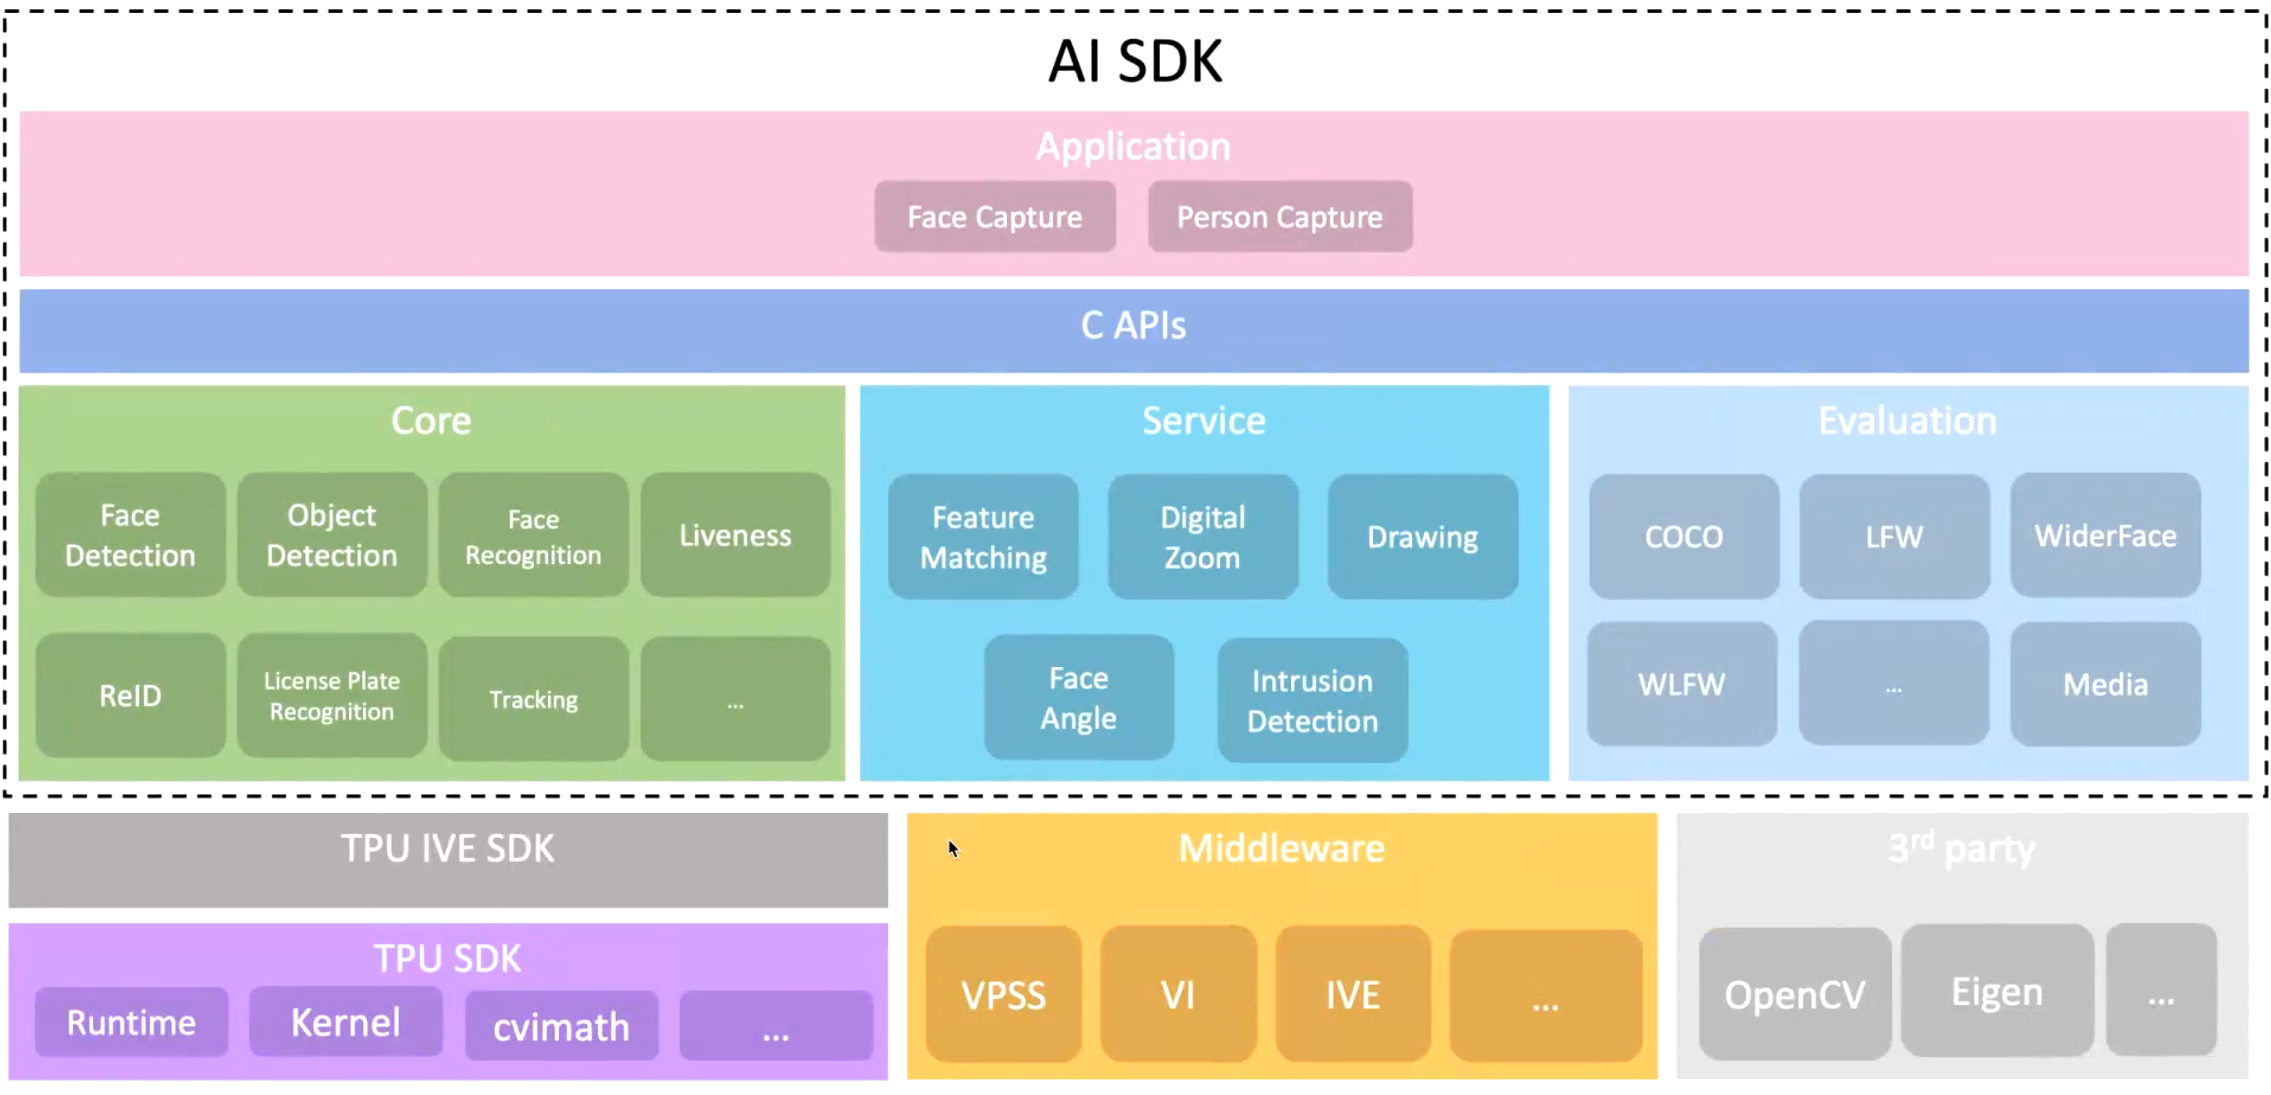 AI SDK
Application
Face Capture
Person Capture
C APIs
Core
Face
Detection
Object
Detection
Face
Recognition
Liveness
ReID
License Plate
Recognition
Tracking
...
Service
Feature
Matching
Digital
Zoom
Drawing
Face
Angle
Intrusion
Detection
Evaluation
COCO
LFW
WiderFace
WLFW
...
Media
TPU IVE SDK
TPU SDK
Runtime
Kernel
cvimath
...
Middleware
VPSS
VI
IVE
...
3rd party
OpenCV
Eigen
...